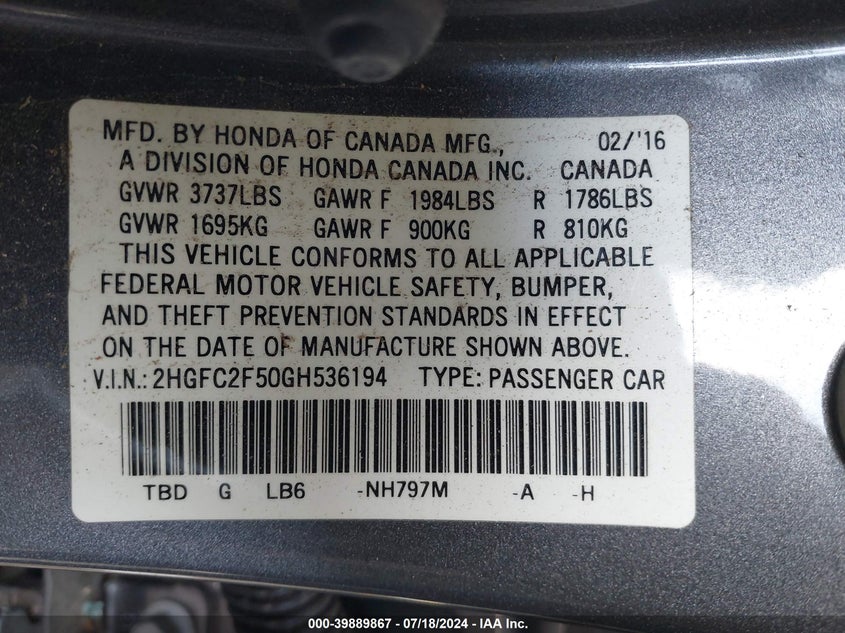 MFD. BY HONDA OF CANADA MFG., 02/'16
A DIVISION OF HONDA CANADA INC. CANADA
GVWR 3737LBS GAWR F 1984LBS R 1786LBS
GVWR 1695KG GAWR F 900KG R 810KG
THIS VEHICLE CONFORMS TO ALL APPLICABLE
FEDERAL MOTOR VEHICLE SAFETY, BUMPER,
AND THEFT PREVENTION STANDARDS IN EFFECT
ON THE DATE OF MANUFACTURE SHOWN ABOVE.
V.I.N.: 2HGFC2F50GH536194 TYPE: PASSENGER CAR
TBD G LB6 -NH797M -A -H
000-39889867 - 07/18/2024 - IAA Inc.